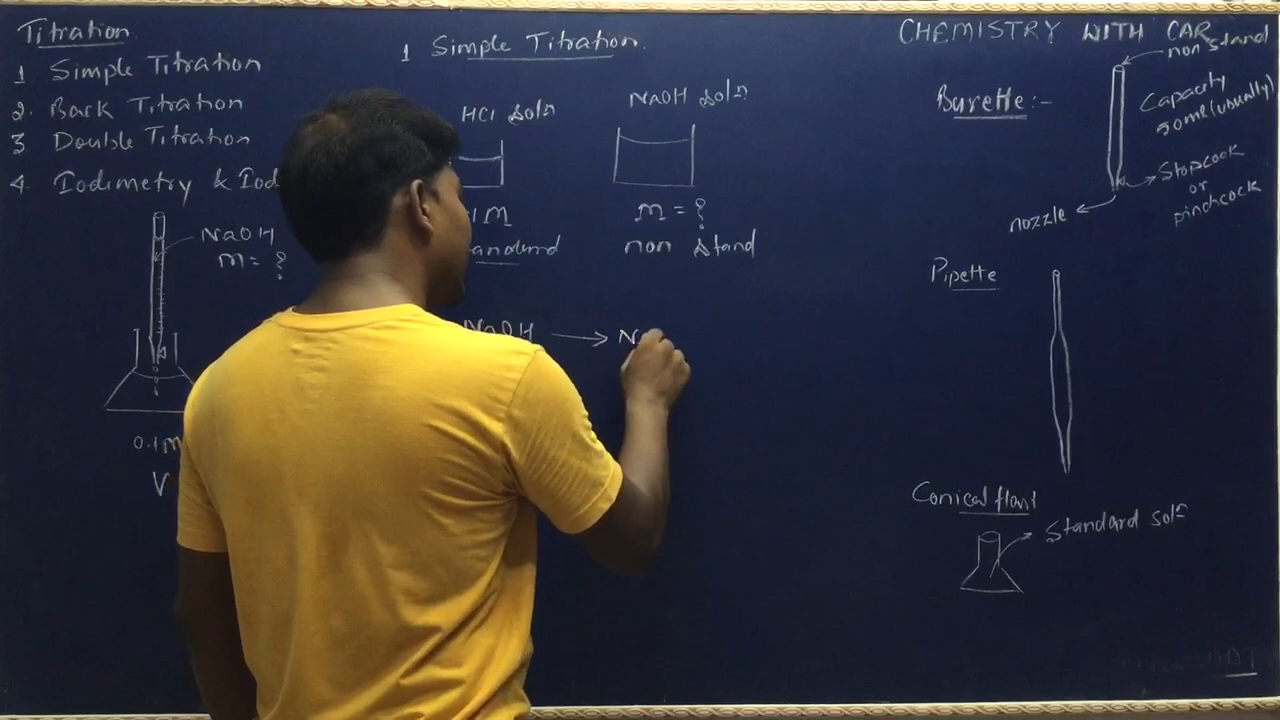 Titration
1 Simple Titration
2. Back Titration
3 Double Titration
4. Iodimetry & Iod
NaOH
m = ?
0.1m
V
1 Simple Titration.
HCl Soln
NaOH Soln
1 M
m = ?
non Stand
NaOH → N
CHEMISTRY WITH CAR
Burette :-
non Stand
Capacity
50ml (usually)
Stopcock
or
pinchcock
nozzle
Pipette
Conical flask
Standard soln